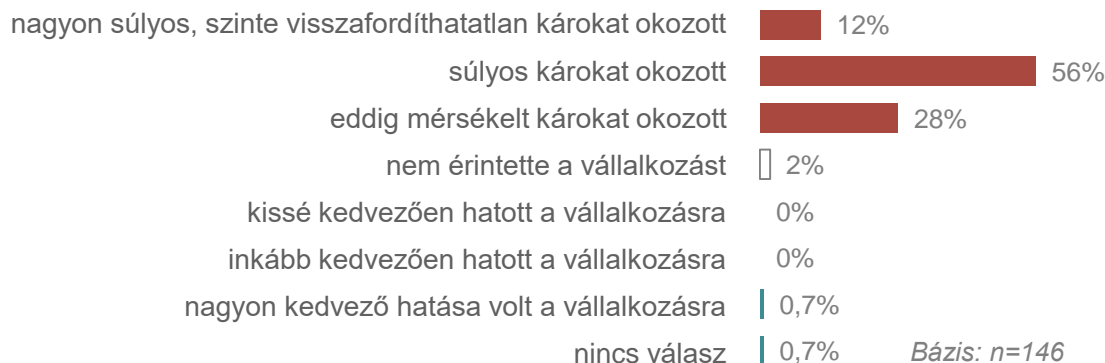 nagyon súlyos, szinte visszafordíthatatlan károkat okozott 12%
súlyos károkat okozott 56%
eddig mérsékelt károkat okozott 28%
nem érintette a vállalkozást 2%
kissé kedvezően hatott a vállalkozásra 0%
inkább kedvezően hatott a vállalkozásra 0%
nagyon kedvező hatása volt a vállalkozásra 0,7%
nincs válasz 0,7% Bázis: n=146